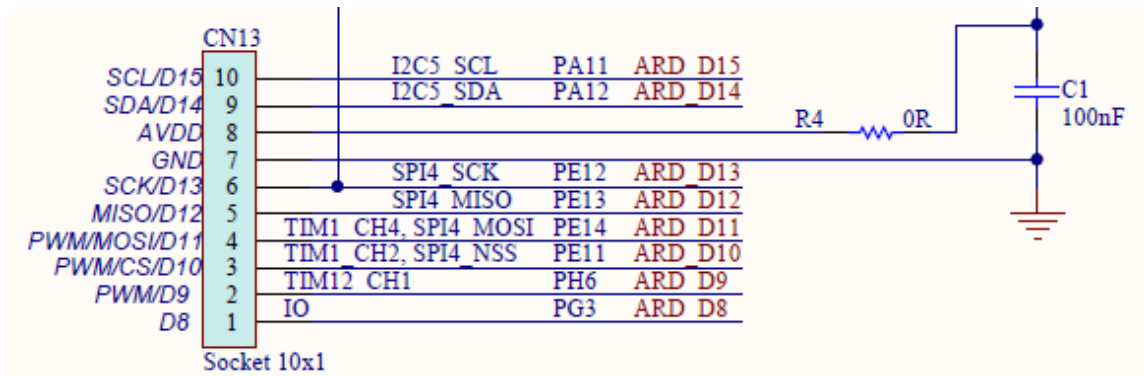 CN13
SCL/D15 10 I2C5_SCL PA11 ARD_D15
SDA/D14 9 I2C5_SDA PA12 ARD_D14
AVDD 8 R4 0R C1
100nF
GND 7
SCK/D13 6 SPI4_SCK PE12 ARD_D13
MISO/D12 5 SPI4_MISO PE13 ARD_D12
PWM/MOSI/D11 4 TIM1_CH4, SPI4_MOSI PE14 ARD_D11
PWM/CS/D10 3 TIM1_CH2, SPI4_NSS PE11 ARD_D10
PWM/D9 2 TIM12_CH1 PH6 ARD_D9
D8 1 IO PG3 ARD_D8
Socket 10x1